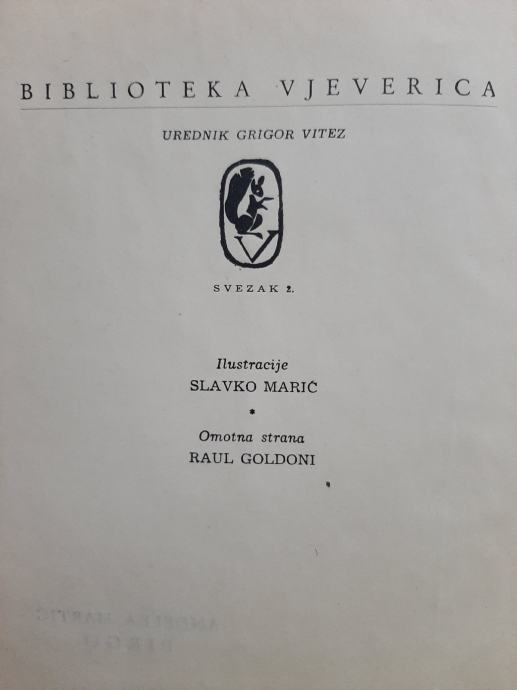 BIBLIOTEKA VJEVERICA
UREDNIK GRIGOR VITEZ
V
SVEZAK 2.
Ilustracije
SLAVKO MARIĆ
*
Omotna strana
RAUL GOLDONI